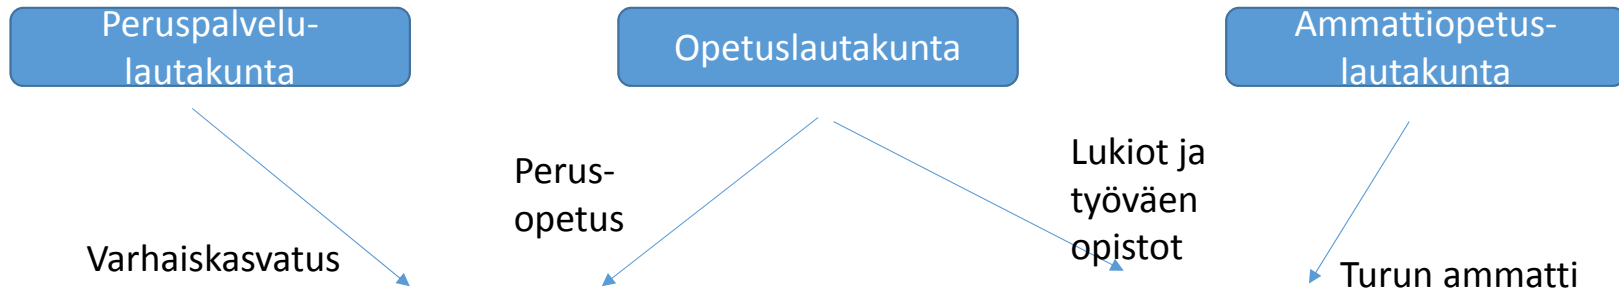 Peruspalvelu-
lautakunta
Opetuslautakunta
Ammattiopetus-
lautakunta
Perus-
opetus
Lukiot ja
työväen
opistot
Varhaiskasvatus
Turun ammatti